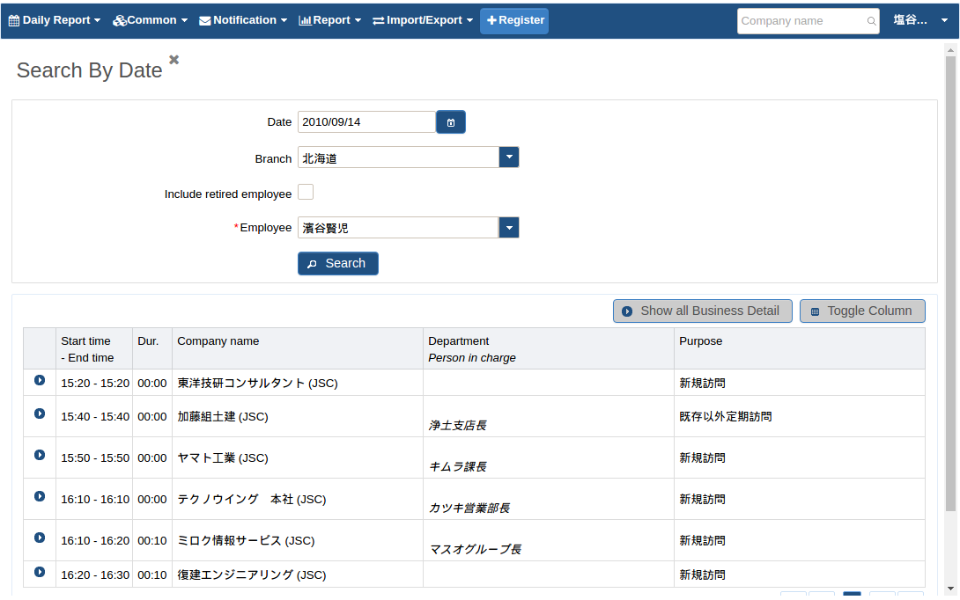 Daily Report Common Notification Report Import/Export Register Company name 塩谷...
Search By Date
Date 2010/09/14
Branch 北海道
Include retired employee
*Employee 濱谷賢児
Search
Show all Business Detail Toggle Column
Start time - End time Dur. Company name Department Person in charge Purpose
15:20 - 15:20 00:00 東洋技研コンサルタント (JSC) 新規訪問
15:40 - 15:40 00:00 加藤組土建 (JSC) 浄土支店長 既存以外定期訪問
15:50 - 15:50 00:00 ヤマト工業 (JSC) キムラ課長 新規訪問
16:10 - 16:10 00:00 テクノウイング　本社 (JSC) カツキ営業部長 新規訪問
16:10 - 16:20 00:10 ミロク情報サービス (JSC) マスオグループ長 新規訪問
16:20 - 16:30 00:10 復建エンジニアリング (JSC) 新規訪問